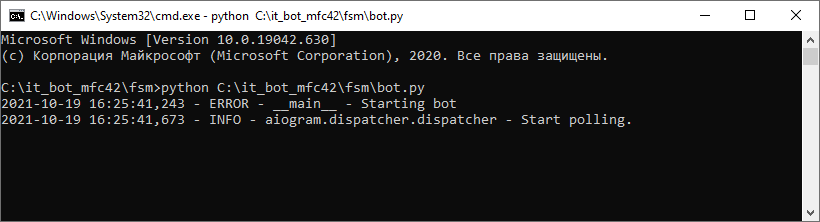 C:\Windows\System32\cmd.exe - python  C:\it_bot_mfc42\fsm\bot.py
Microsoft Windows [Version 10.0.19042.630]
(c) Корпорация Майкрософт (Microsoft Corporation), 2020. Все права защищены.
C:\it_bot_mfc42\fsm>python C:\it_bot_mfc42\fsm\bot.py
2021-10-19 16:25:41,243 - ERROR - __main__ - Starting bot
2021-10-19 16:25:41,673 - INFO - aiogram.dispatcher.dispatcher - Start polling.